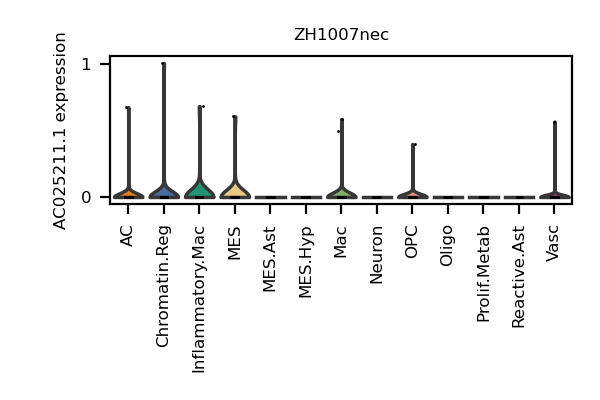 ZH1007nec
AC025211.1 expression
1
0
AC
Chromatin.Reg
Inflammatory.Mac
MES
MES.Ast
MES.Hyp
Mac
Neuron
OPC
Oligo
Prolif.Metab
Reactive.Ast
Vasc